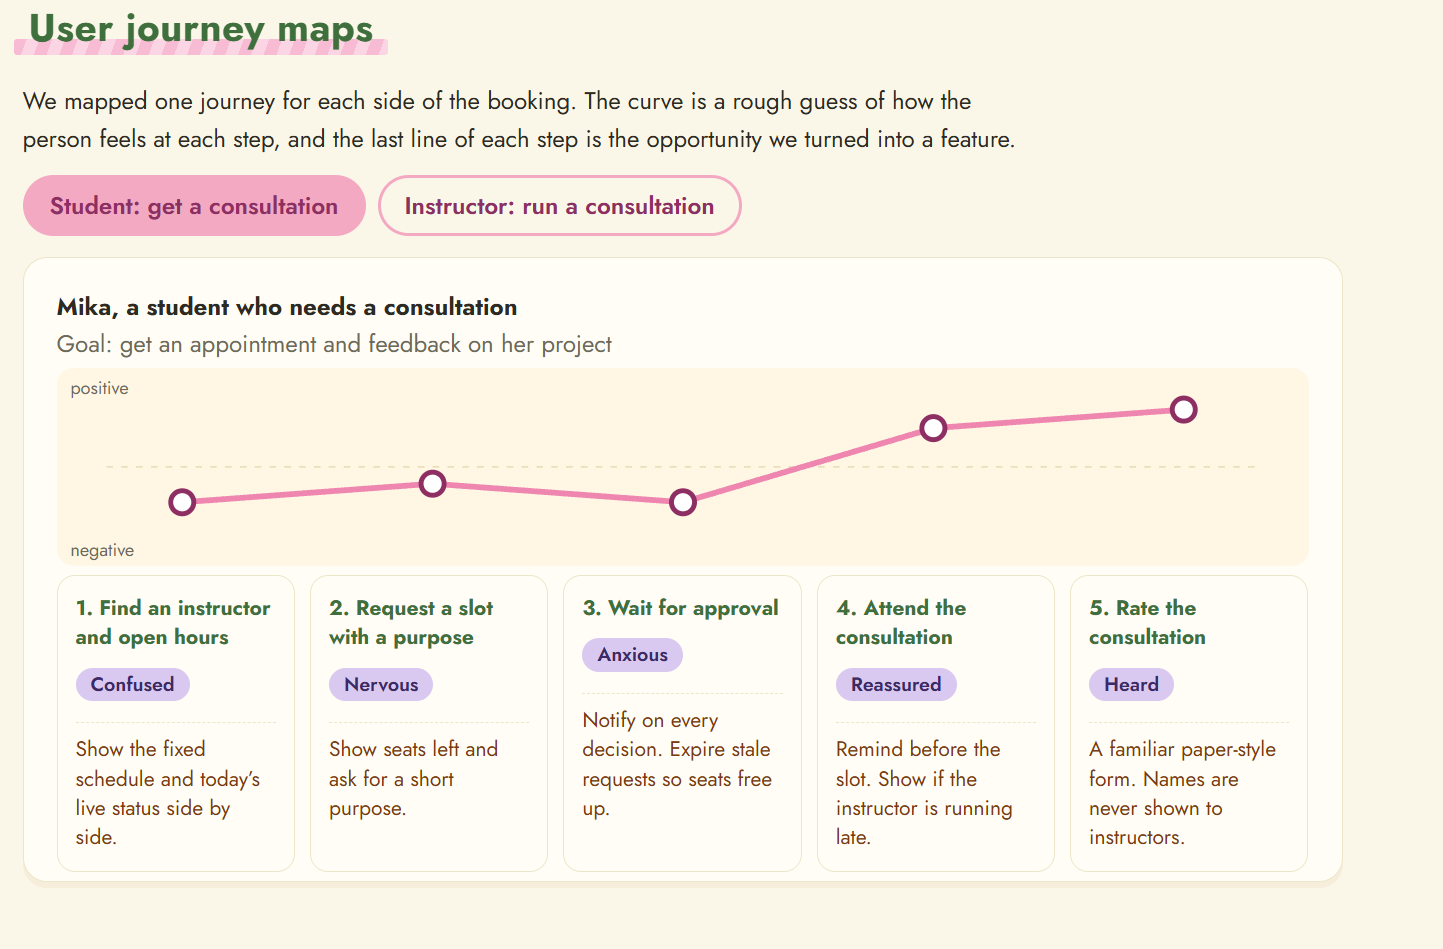 User journey maps
We mapped one journey for each side of the booking. The curve is a rough guess of how the
person feels at each step, and the last line of each step is the opportunity we turned into a feature.
Student: get a consultation
Instructor: run a consultation
Mika, a student who needs a consultation
Goal: get an appointment and feedback on her project
positive
negative
1. Find an instructor
and open hours
Confused
Show the fixed
schedule and today’s
live status side by
side.
2. Request a slot
with a purpose
Nervous
Show seats left and
ask for a short
purpose.
3. Wait for approval
Anxious
Notify on every
decision. Expire stale
requests so seats free
up.
4. Attend the
consultation
Reassured
Remind before the
slot. Show if the
instructor is running
late.
5. Rate the
consultation
Heard
A familiar paper-style
form. Names are
never shown to
instructors.